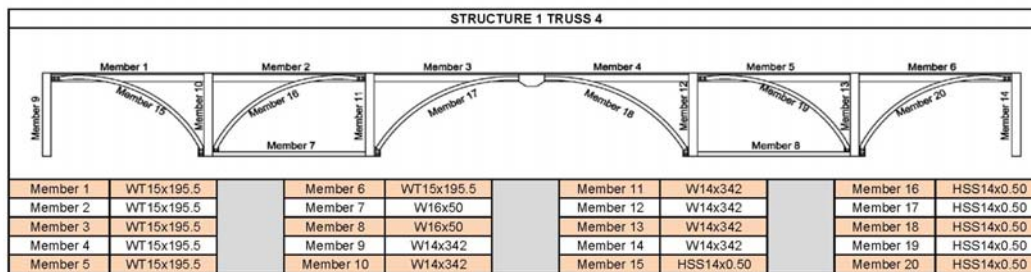 STRUCTURE 1 TRUSS 4
Member 1 Member 2 Member 3 Member 4 Member 5 Member 6
Member 9 Member 15 Member 10 Member 16 Member 11 Member 17 Member 18 Member 12 Member 19 Member 13 Member 20 Member 14
Member 7 Member 8
Member 1 WT15x195.5 Member 6 WT15x195.5 Member 11 W14x342 Member 16 HSS14x0.50
Member 2 WT15x195.5 Member 7 W16x50 Member 12 W14x342 Member 17 HSS14x0.50
Member 3 WT15x195.5 Member 8 W16x50 Member 13 W14x342 Member 18 HSS14x0.50
Member 4 WT15x195.5 Member 9 W14x342 Member 14 W14x342 Member 19 HSS14x0.50
Member 5 WT15x195.5 Member 10 W14x342 Member 15 HSS14x0.50 Member 20 HSS14x0.50